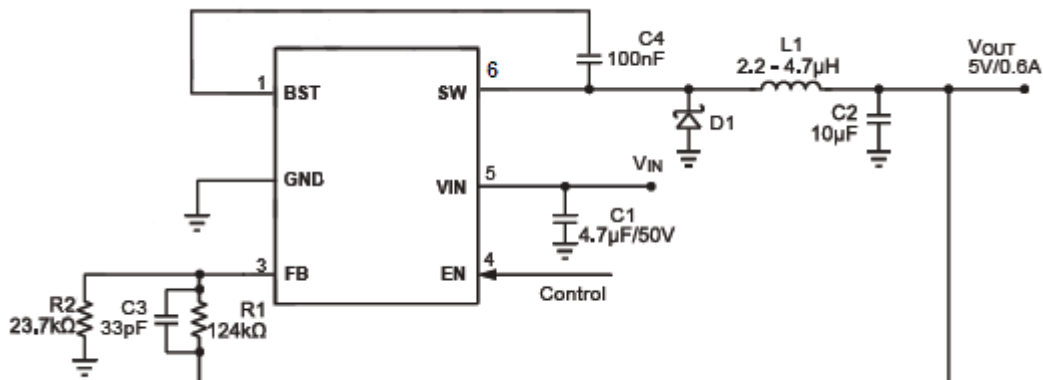 C4
100nF
L1
2.2 - 4.7µH
VOUT
5V/0.6A
1
BST
SW
6
C2
10µF
D1
GND
VIN
5
VIN
C1
4.7µF/50V
3
FB
EN
4
Control
R2
23.7kΩ
C3
33pF
R1
124kΩ